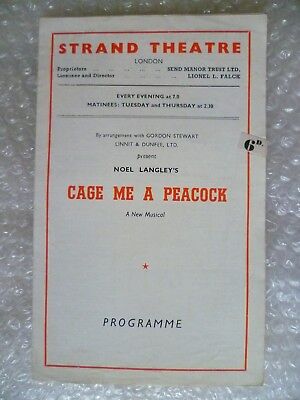 STRAND THEATRE
LONDON
Proprietors ... ... ... ... SEND MANOR TRUST LTD,
Licensee and Director ... ... ... LIONEL L. FALCK
EVERY EVENING at 7.0
MATINEES: TUESDAY and THURSDAY at 2.30
By arrangement with GORDON STEWART
LINNIT & DUNFEE, LTD.
present
NOEL LANGLEY'S
6D.
CAGE ME A PEACOCK
A New Musical
PROGRAMME